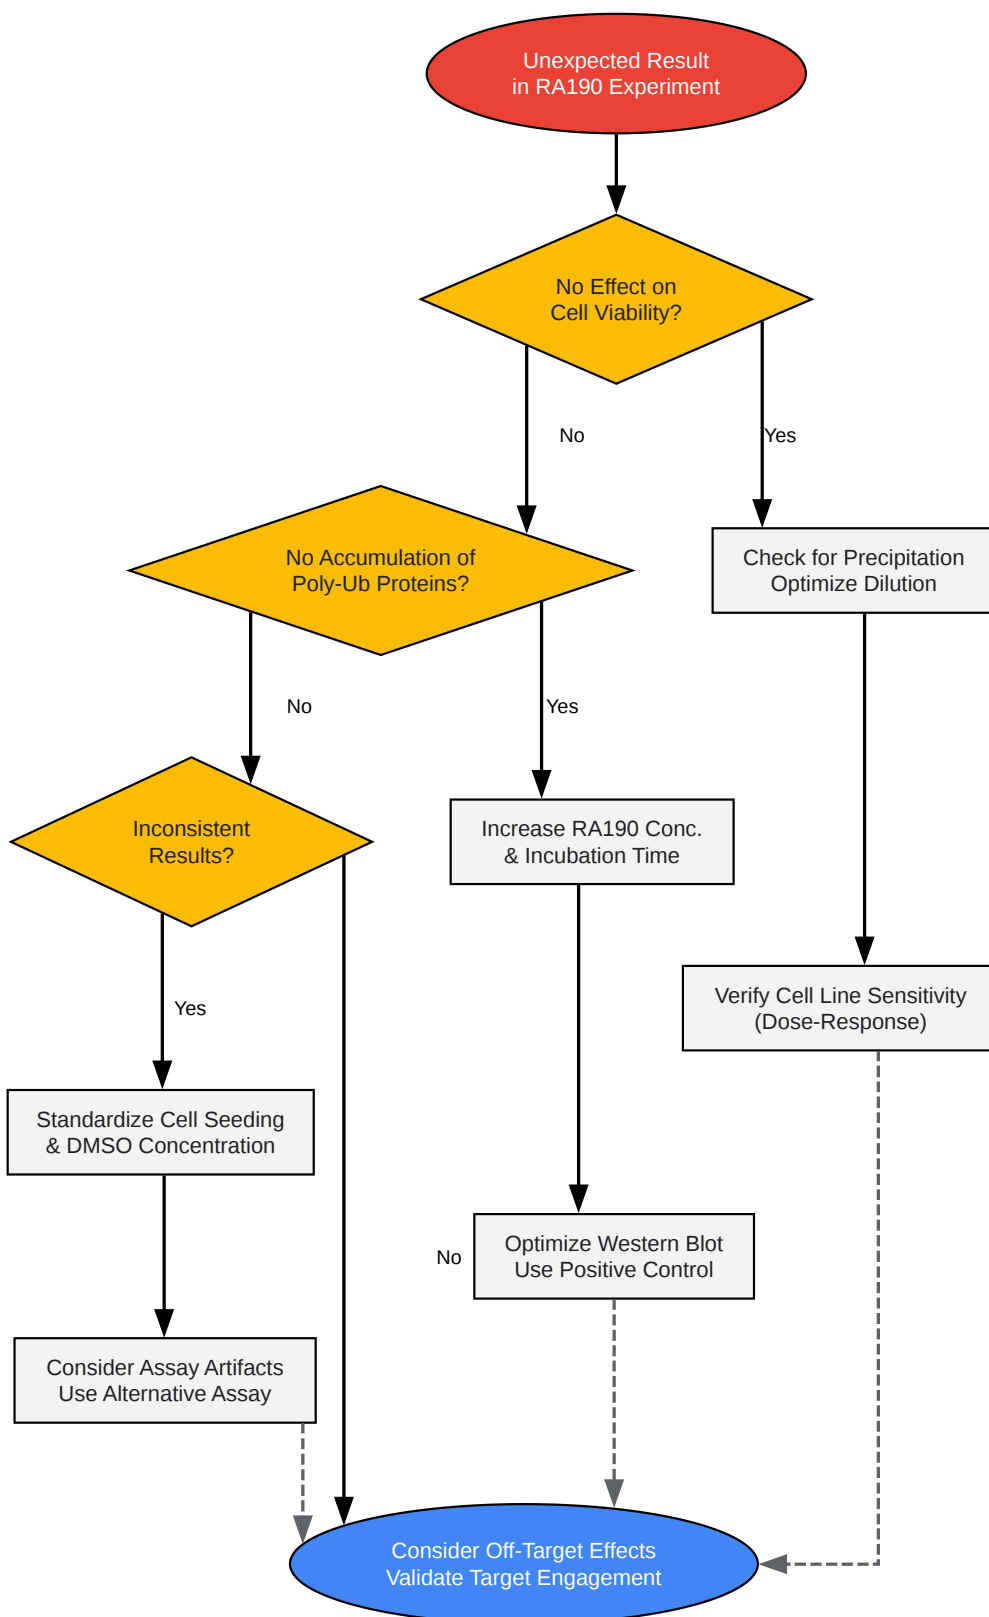 Unexpected Result
in RA190 Experiment
No Effect on
Cell Viability?
No
Yes
No Accumulation of
Poly-Ub Proteins?
Check for Precipitation
Optimize Dilution
No
Yes
Inconsistent
Results?
Increase RA190 Conc.
& Incubation Time
Yes
Verify Cell Line Sensitivity
(Dose-Response)
Standardize Cell Seeding
& DMSO Concentration
No
Optimize Western Blot
Use Positive Control
Consider Assay Artifacts
Use Alternative Assay
Consider Off-Target Effects
Validate Target Engagement